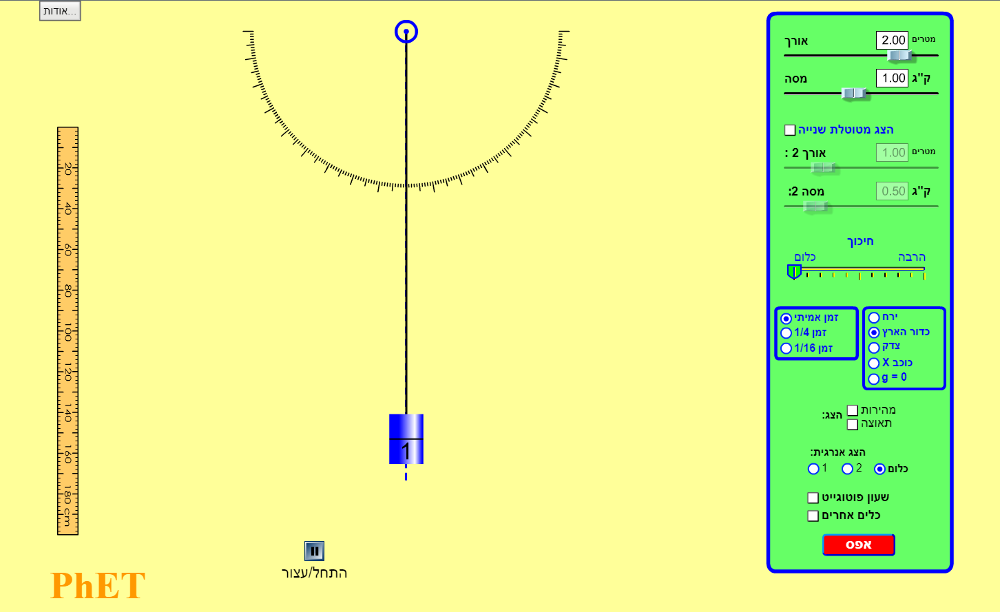 אודות...
אורך 2.00 מטרים
מסה 1.00 ק"ג
הצג מטוטלת שנייה
אורך 2 : 1.00 מטרים
מסה 2: 0.50 ק"ג
חיכוך
כלום הרבה
זמן אמיתי
זמן 1/4
זמן 1/16
ירח
כדור הארץ
צדק
כוכב X
g = 0
הצג:
מהירות
תאוצה
הצג אנרגית:
1 2 כלום
שעון פוטוגייט
כלים אחרים
אפס
20
40
60
80
100
120
140
160
180 cm
1
התחל/עצור
PhET